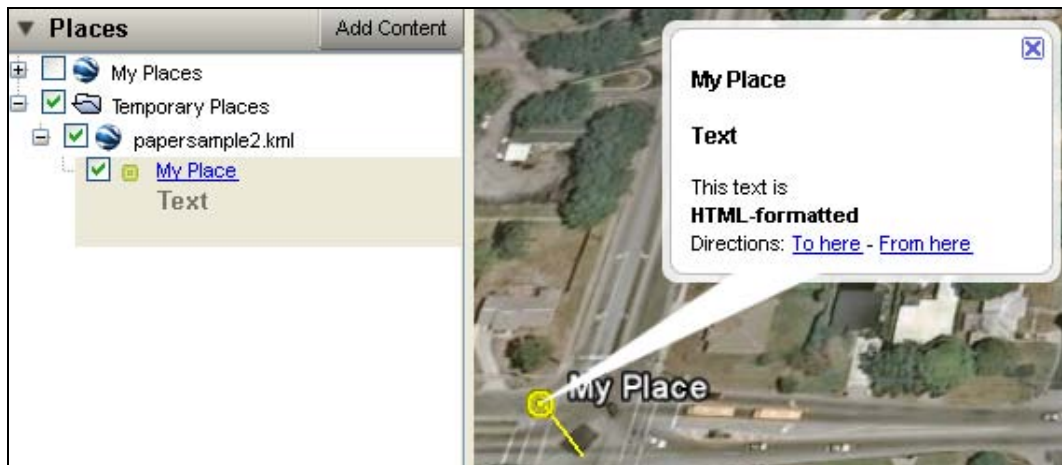 Places
Add Content
My Places
Temporary Places
papersample2.kml
My Place
Text
My Place
Text
This text is
HTML-formatted
Directions: To here - From here
My Place